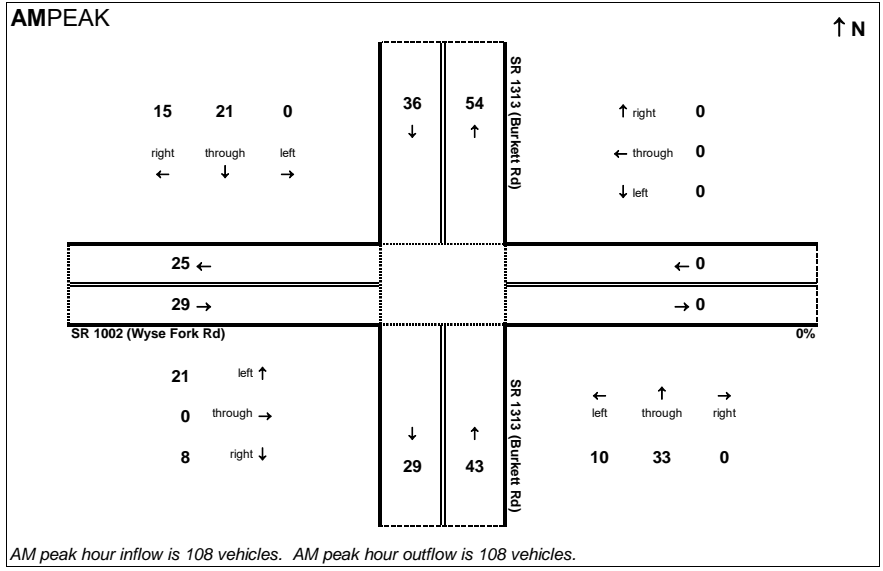 AMPEAK
↑ N
15 21 0
right through left
← ↓ →
36 54
↓ ↑
SR 1313 (Burkett Rd)
↑ right 0
← through 0
↓ left 0
25 ←
29 →
← 0
→ 0
SR 1002 (Wyse Fork Rd)
0%
21 left ↑
0 through →
8 right ↓
↓ ↑
29 43
SR 1313 (Burkett Rd)
← ↑ →
left through right
10 33 0
AM peak hour inflow is 108 vehicles. AM peak hour outflow is 108 vehicles.